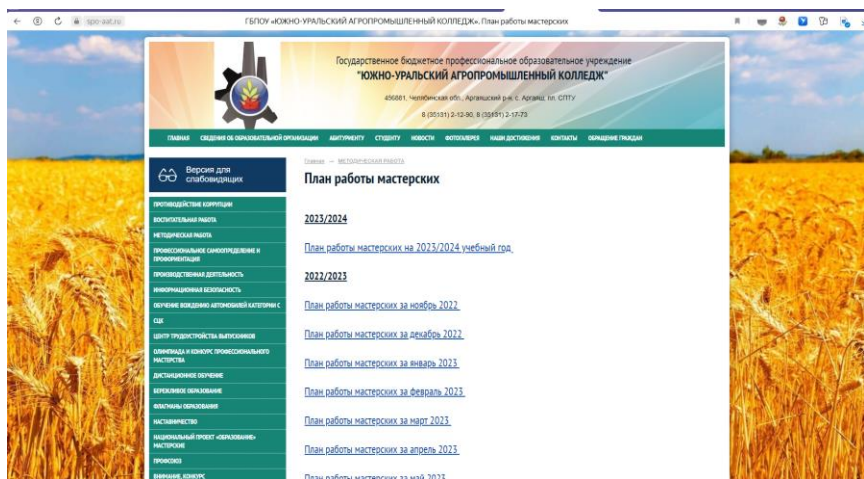 spo-aat.ru
ГБПОУ «ЮЖНО-УРАЛЬСКИЙ АГРОПРОМЫШЛЕННЫЙ КОЛЛЕДЖ». План работы мастерских
Государственное бюджетное профессиональное образовательное учреждение
"ЮЖНО-УРАЛЬСКИЙ АГРОПРОМЫШЛЕННЫЙ КОЛЛЕДЖ"
456881, Челябинская обл., Аргаяшский р-н, с. Аргаяш, пл. СПТУ
8 (35131) 2-12-90, 8 (35131) 2-17-73
ГЛАВНАЯ СВЕДЕНИЯ ОБ ОБРАЗОВАТЕЛЬНОЙ ОРГАНИЗАЦИИ АБИТУРИЕНТУ СТУДЕНТУ НОВОСТИ ФОТОГАЛЕРЕЯ НАШИ ДОСТИЖЕНИЯ КОНТАКТЫ ОБРАЩЕНИЕ ГРАЖДАН
Версия для
слабовидящих
ПРОТИВОДЕЙСТВИЕ КОРРУПЦИИ
ВОСПИТАТЕЛЬНАЯ РАБОТА
МЕТОДИЧЕСКАЯ РАБОТА
ПРОФЕССИОНАЛЬНОЕ САМООПРЕДЕЛЕНИЕ И
ПРОФОРИЕНТАЦИЯ
ПРОИЗВОДСТВЕННАЯ ДЕЯТЕЛЬНОСТЬ
ИНФОРМАЦИОННАЯ БЕЗОПАСНОСТЬ
ОБУЧЕНИЕ ВОЖДЕНИЮ АВТОМОБИЛЕЙ КАТЕГОРИИ С
СЦК
ЦЕНТР ТРУДОУСТРОЙСТВА ВЫПУСКНИКОВ
ОЛИМПИАДА И КОНКУРС ПРОФЕССИОНАЛЬНОГО
МАСТЕРСТВА
ДИСТАНЦИОННОЕ ОБУЧЕНИЕ
БЕРЕЖЛИВОЕ ОБРАЗОВАНИЕ
ФЛАГМАНЫ ОБРАЗОВАНИЯ
НАСТАВНИЧЕСТВО
НАЦИОНАЛЬНЫЙ ПРОЕКТ «ОБРАЗОВАНИЕ»
МАСТЕРСКИЕ
ПРОФСОЮЗ
ВНИМАНИЕ, КОНКУРС
Главная → МЕТОДИЧЕСКАЯ РАБОТА
План работы мастерских
2023/2024
План работы мастерских на 2023/2024 учебный год
2022/2023
План работы мастерских за ноябрь 2022
План работы мастерских за декабрь 2022
План работы мастерских за январь 2023
План работы мастерских за февраль 2023
План работы мастерских за март 2023
План работы мастерских за апрель 2023
План работы мастерских за май 2023